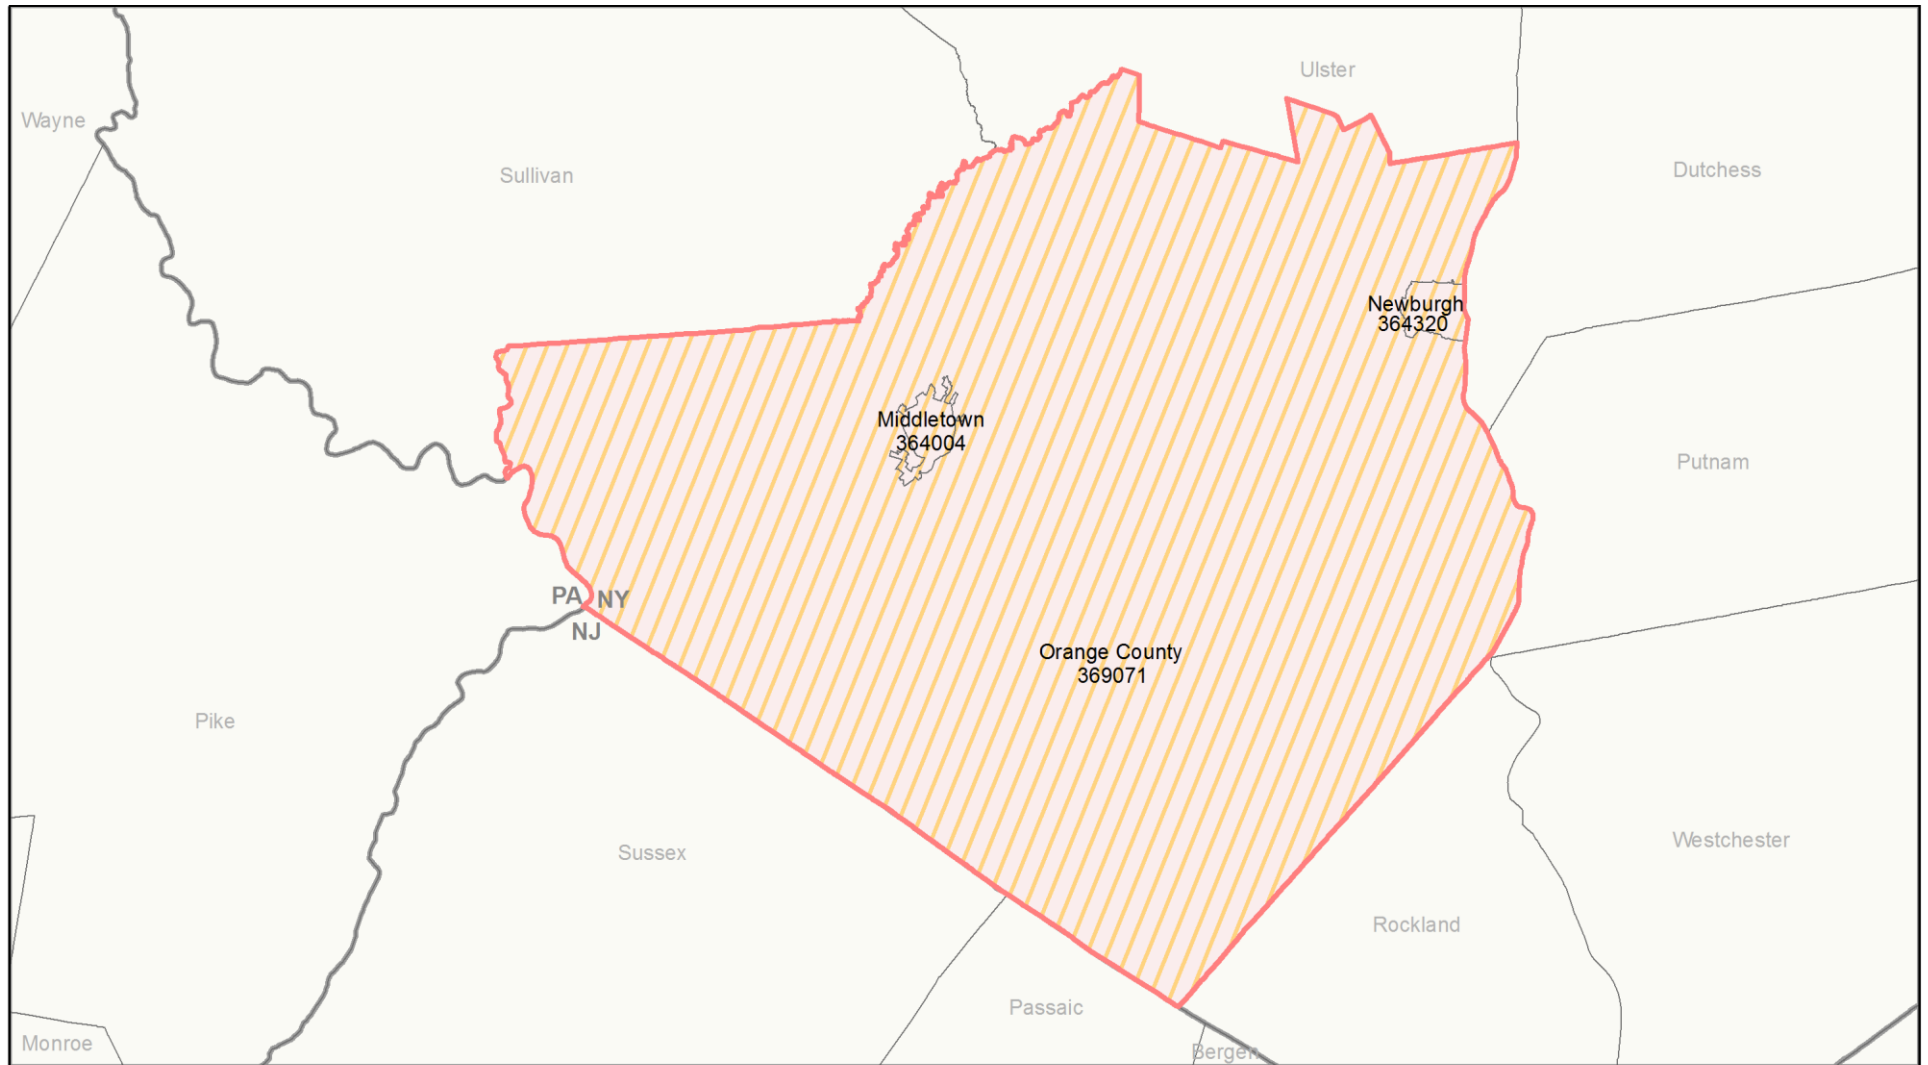 Ulster
Wayne
Sullivan
Dutchess
Newburgh
364320
Middletown
364004
Putnam
PA
NY
NJ
Orange County
369071
Pike
Sussex
Westchester
Rockland
Passaic
Monroe
Bergen